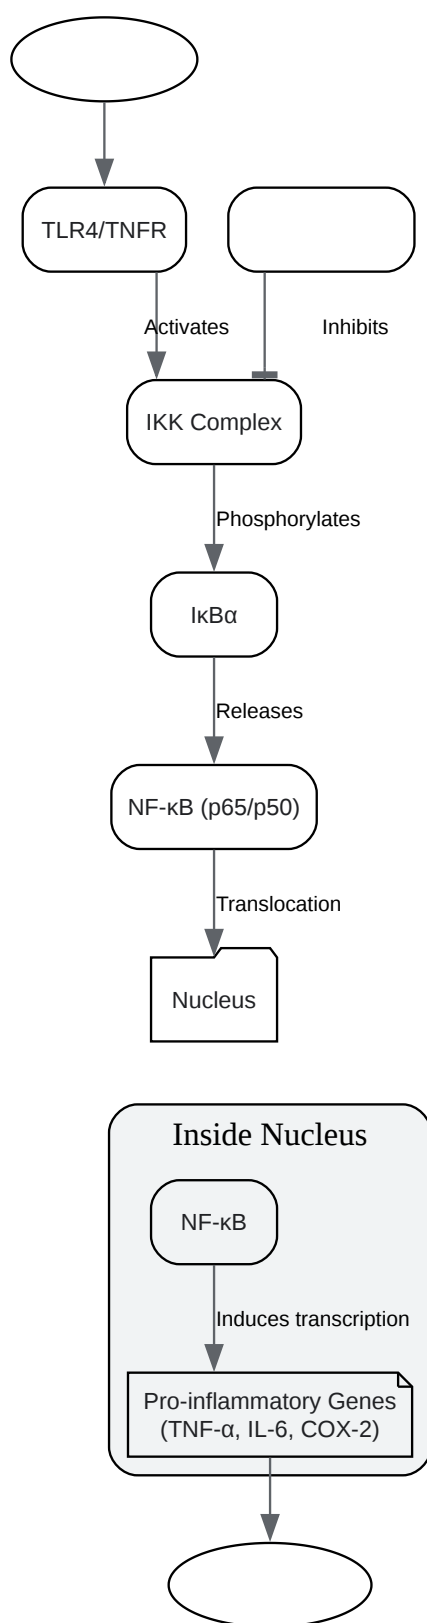 TLR4/TNFR
Activates
Inhibits
IKK Complex
Phosphorylates
IκBα
Releases
NF-κB (p65/p50)
Translocation
Nucleus
Inside Nucleus
NF-κB
Induces transcription
Pro-inflammatory Genes
(TNF-α, IL-6, COX-2)